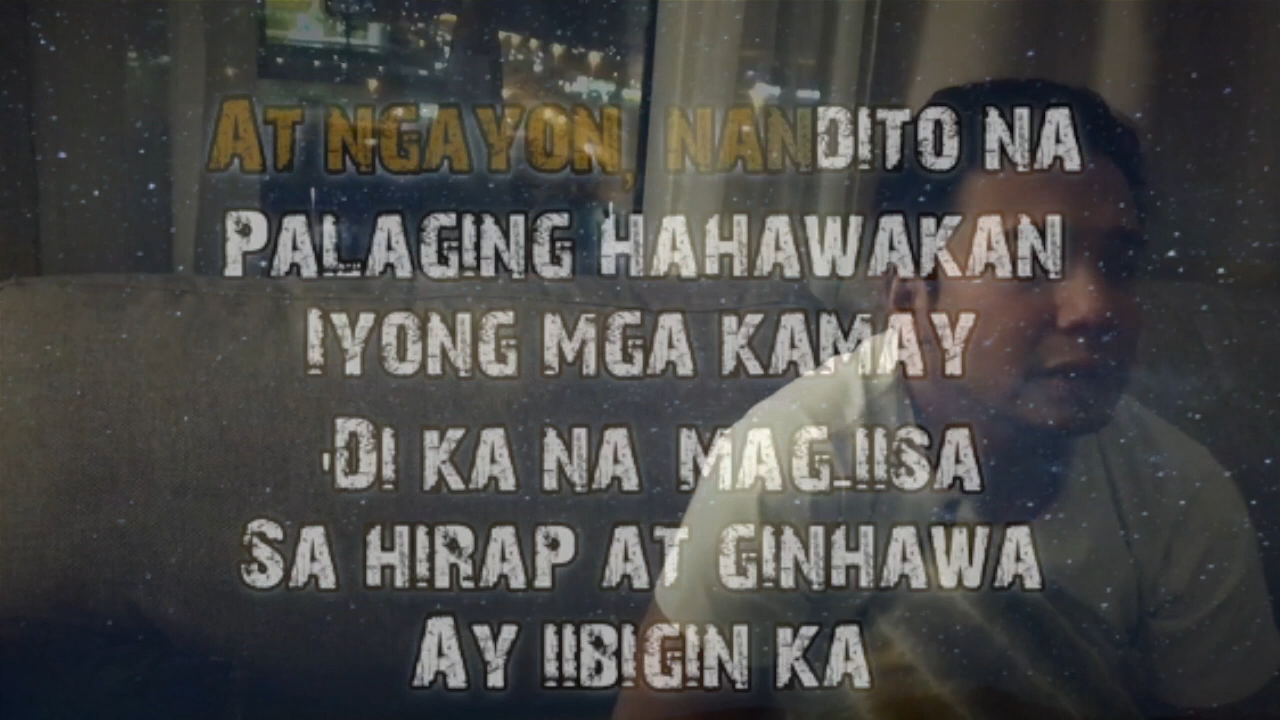 At ngayon, nandito na
Palaging hahawakan
Iyong mga kamay
'Di ka na mag-iisa
Sa hirap at ginhawa
Ay iibigin ka